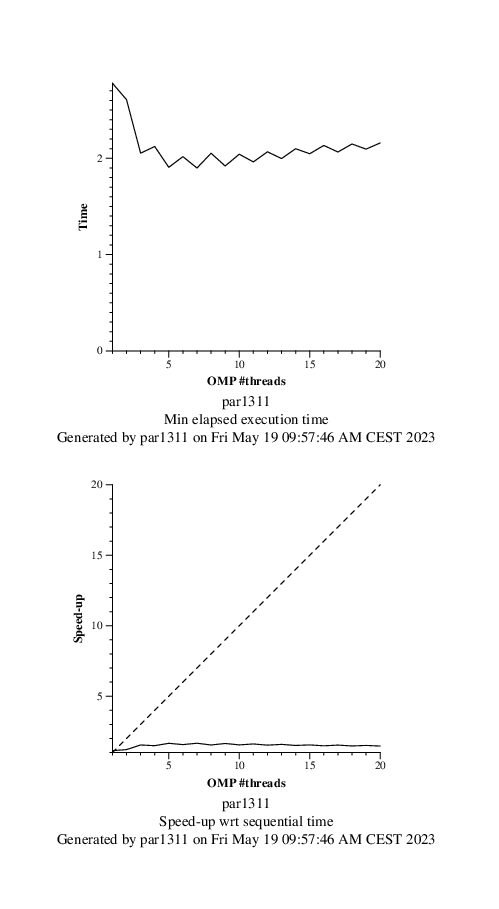 2
1
0
Time
5
10
15
20
OMP #threads
par1311
Min elapsed execution time
Generated by par1311 on Fri May 19 09:57:46 AM CEST 2023
20
15
10
5
Speed-up
5
10
15
20
OMP #threads
par1311
Speed-up wrt sequential time
Generated by par1311 on Fri May 19 09:57:46 AM CEST 2023